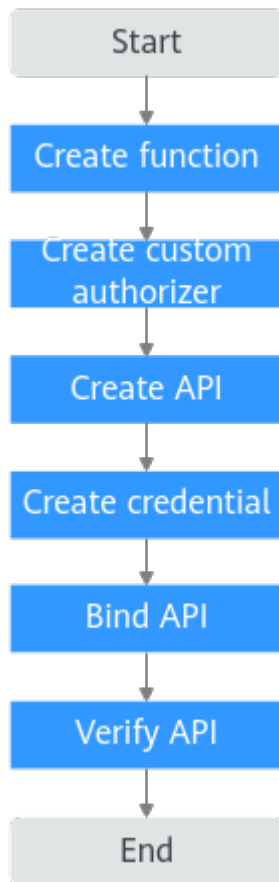 Start
Create function
Create custom
authorizer
Create API
Create credential
Bind API
Verify API
End